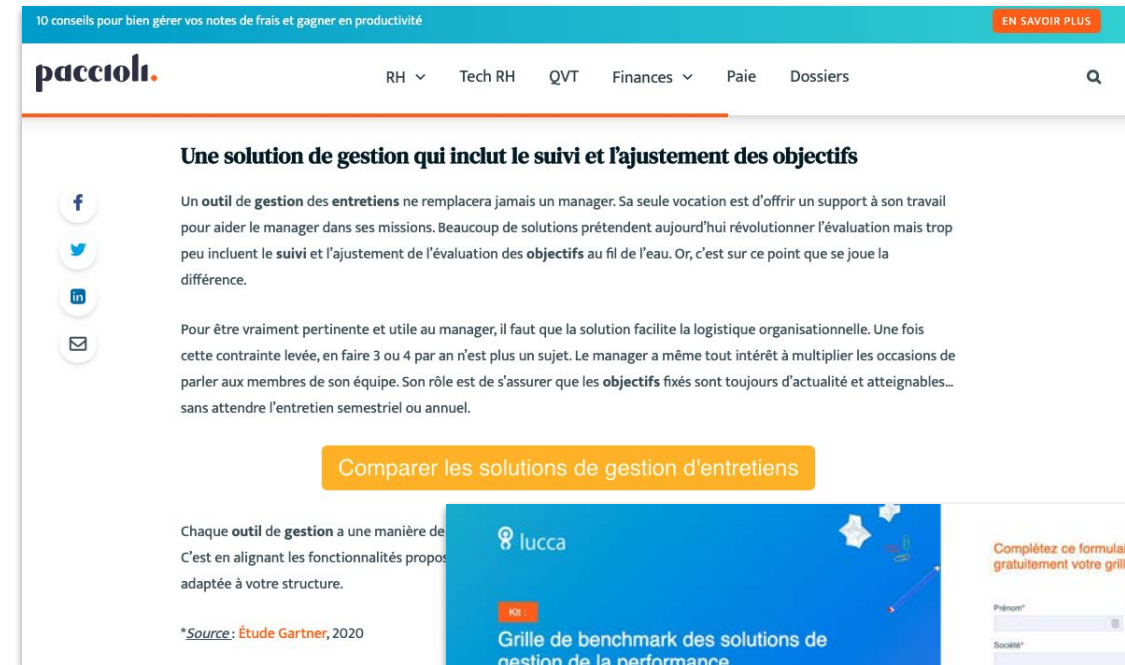 10 conseils pour bien gérer vos notes de frais et gagner en productivité
EN SAVOIR PLUS
paccioli.
RH Tech RH QVT Finances Paie Dossiers
Une solution de gestion qui inclut le suivi et l'ajustement des objectifs
Un outil de gestion des entretiens ne remplacera jamais un manager. Sa seule vocation est d'offrir un support à son travail
pour aider le manager dans ses missions. Beaucoup de solutions prétendent aujourd'hui révolutionner l'évaluation mais trop
peu incluent le suivi et l'ajustement de l'évaluation des objectifs au fil de l'eau. Or, c'est sur ce point que se joue la
différence.
Pour être vraiment pertinente et utile au manager, il faut que la solution facilite la logistique organisationnelle. Une fois
cette contrainte levée, en faire 3 ou 4 par an n'est plus un sujet. Le manager a même tout intérêt à multiplier les occasions de
parler aux membres de son équipe. Son rôle est de s'assurer que les objectifs fixés sont toujours d'actualité et atteignables…
sans attendre l'entretien semestriel ou annuel.
Comparer les solutions de gestion d'entretiens
Chaque outil de gestion a une manière de
C'est en alignant les fonctionnalités propos
adaptée à votre structure.
*Source : Étude Gartner, 2020
lucca
Kit :
Grille de benchmark des solutions de
gestion de la performance
Complétez ce formulai
gratuitement votre grill
Prénom*
Société*